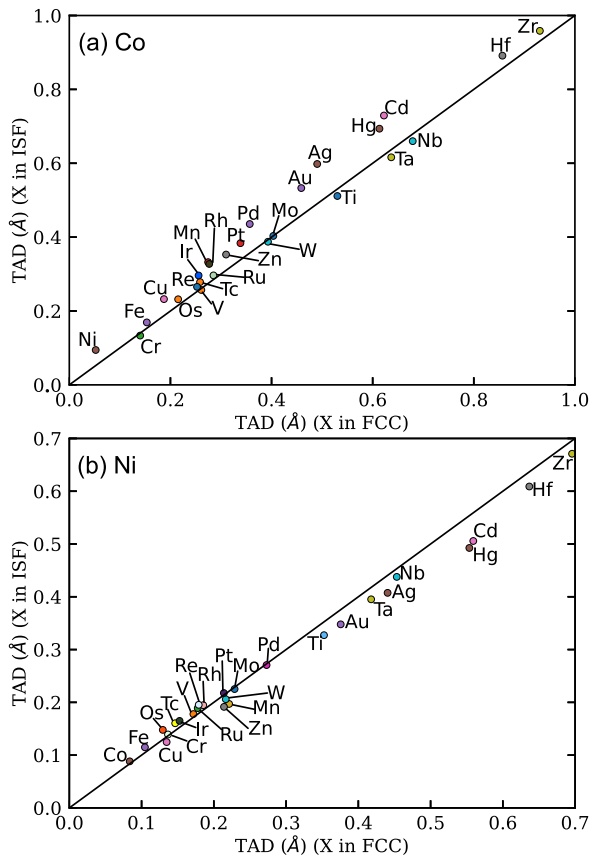 (a) Co
1.0
0.8
0.6
0.4
0.2
0.0
TAD (Å) (X in ISF)
Zr
Hf
Cd
Hg
Nb
Ta
Ag
Au
Ti
Pd
Mo
Rh
Mn
Pt
W
Ir
Zn
Re
Ru
Tc
Cu
Os
V
Fe
Ni
Cr
0.0 0.2 0.4 0.6 0.8 1.0
TAD (Å) (X in FCC)
(b) Ni
0.7
0.6
0.5
0.4
0.3
0.2
0.1
0.0
TAD (Å) (X in ISF)
Zr
Hf
Cd
Hg
Nb
Ag
Ta
Au
Ti
Pd
Pt
Mo
Re
Rh
V
W
Tc
Mn
Os
Ir
Ru
Zn
Fe
Cr
Co
Cu
0.0 0.1 0.2 0.3 0.4 0.5 0.6 0.7
TAD (Å) (X in FCC)